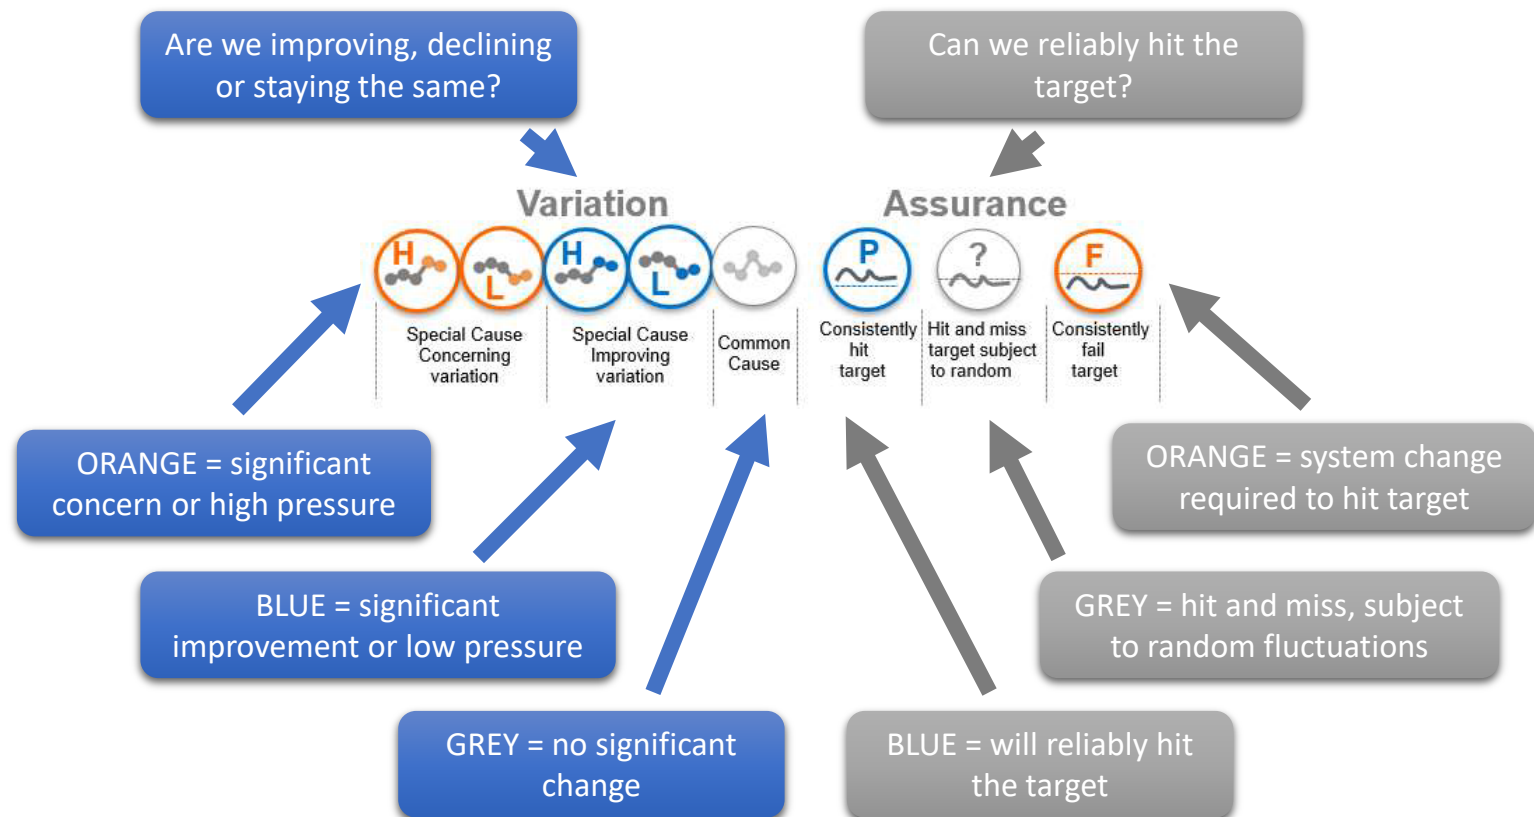 Are we improving, declining
or staying the same?
Can we reliably hit the
target?
Variation
Assurance
H
L
H
L
P
?
F
Special Cause
Concerning
variation
Special Cause
Improving
variation
Common
Cause
Consistently
hit
target
Hit and miss
target subject
to random
Consistently
fail
target
ORANGE = significant
concern or high pressure
ORANGE = system change
required to hit target
BLUE = significant
improvement or low pressure
GREY = hit and miss, subject
to random fluctuations
GREY = no significant
change
BLUE = will reliably hit
the target